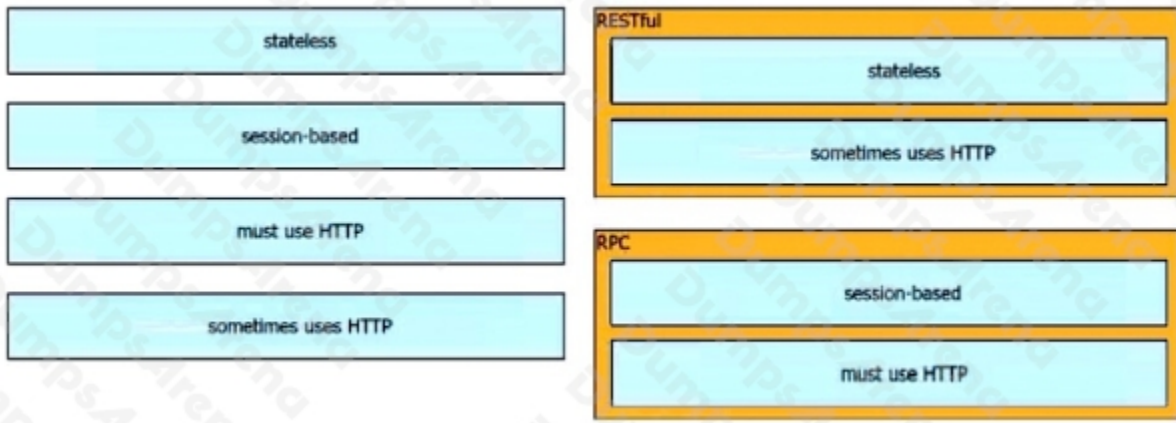 stateless
session-based
must use HTTP
sometimes uses HTTP
RESTful
stateless
sometimes uses HTTP
RPC
session-based
must use HTTP
DumpsArena